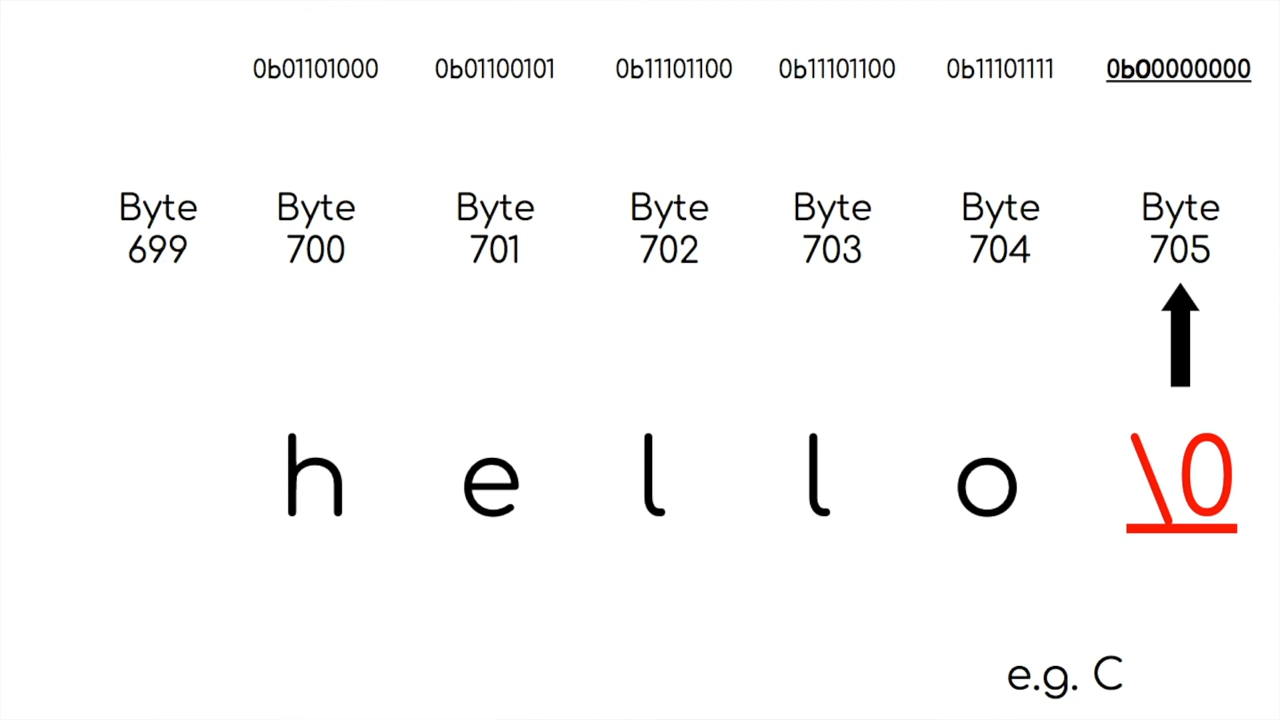 0b01101000 0b01100101 0b11101100 0b11101100 0b11101111 0b00000000
Byte Byte Byte Byte Byte Byte Byte
699 700 701 702 703 704 705
h e l l o \0
e.g. C